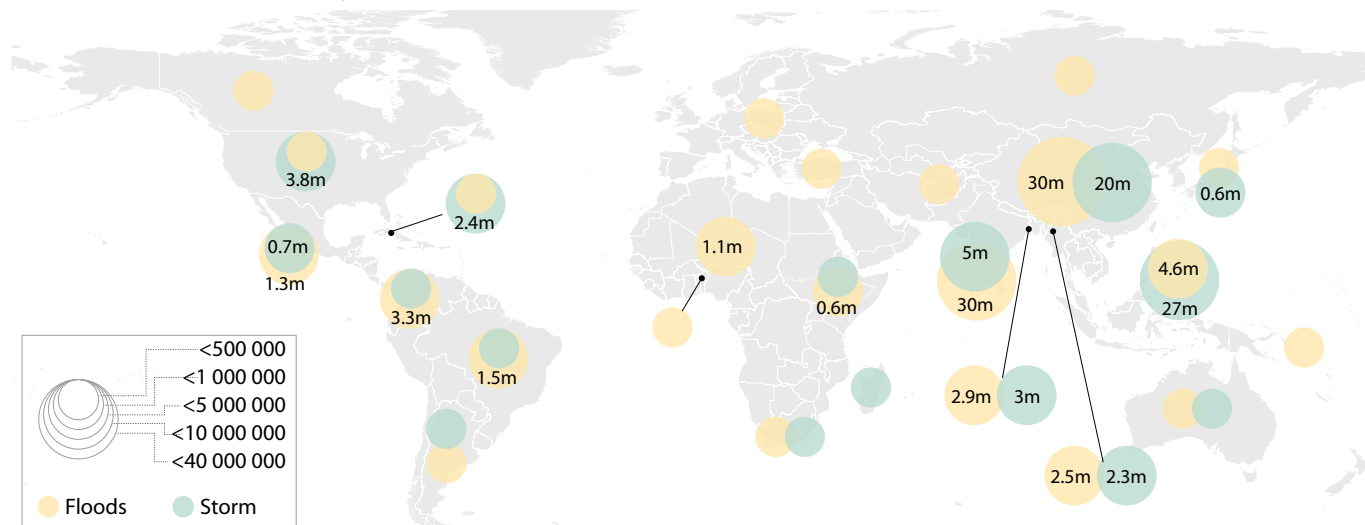 3.8m
2.4m
0.7m
1.3m
3.3m
1.5m
1.1m
0.6m
30m
20m
0.6m
5m
30m
4.6m
27m
2.9m
3m
2.5m
2.3m
<500 000
<1 000 000
<5 000 000
<10 000 000
<40 000 000
Floods
Storm